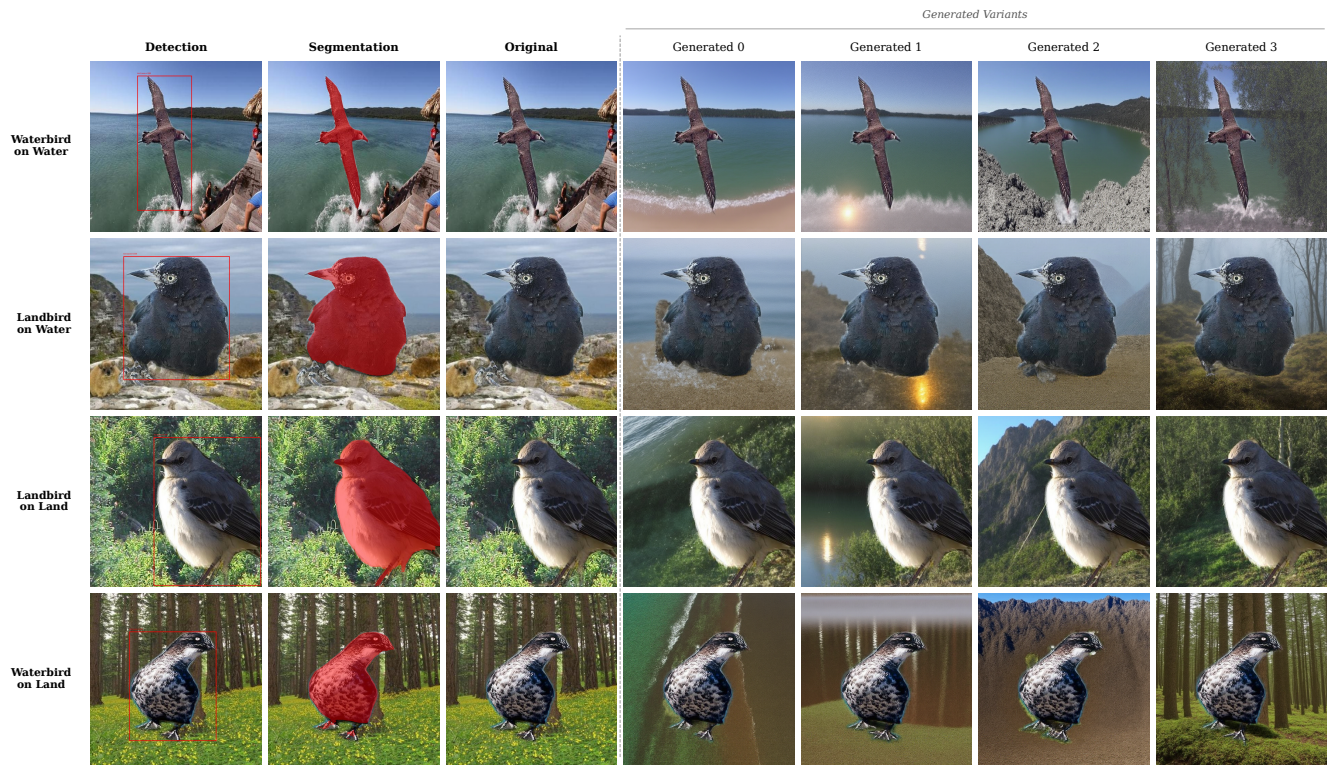 Generated Variants
Detection
Segmentation
Original
Generated 0
Generated 1
Generated 2
Generated 3
Waterbird
on Water
Landbird
on Water
Landbird
on Land
Waterbird
on Land